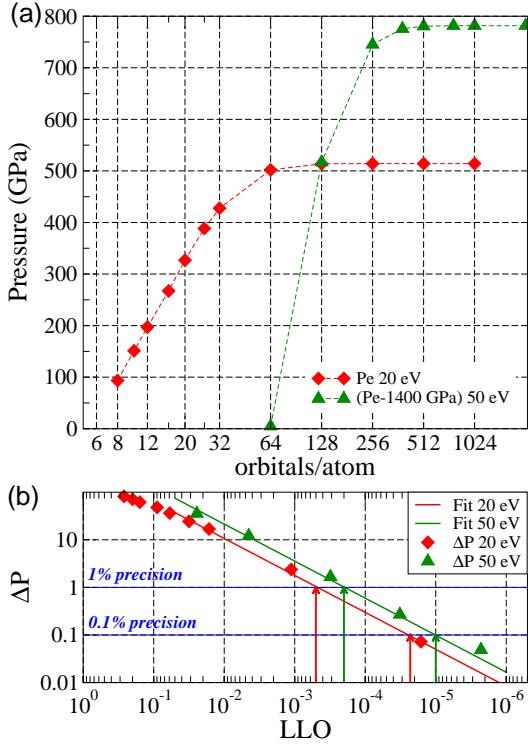 (a)
800
700
600
500
400
300
200
100
0
Pressure (GPa)
Pe 20 eV
(Pe-1400 GPa) 50 eV
6 8 12 20 32 64 128 256 512 1024
orbitals/atom
(b)
10
1
0.1
0.01
ΔP
1% precision
0.1% precision
Fit 20 eV
Fit 50 eV
ΔP 20 eV
ΔP 50 eV
10⁰ 10⁻¹ 10⁻² 10⁻³ 10⁻⁴ 10⁻⁵ 10⁻⁶
LLO